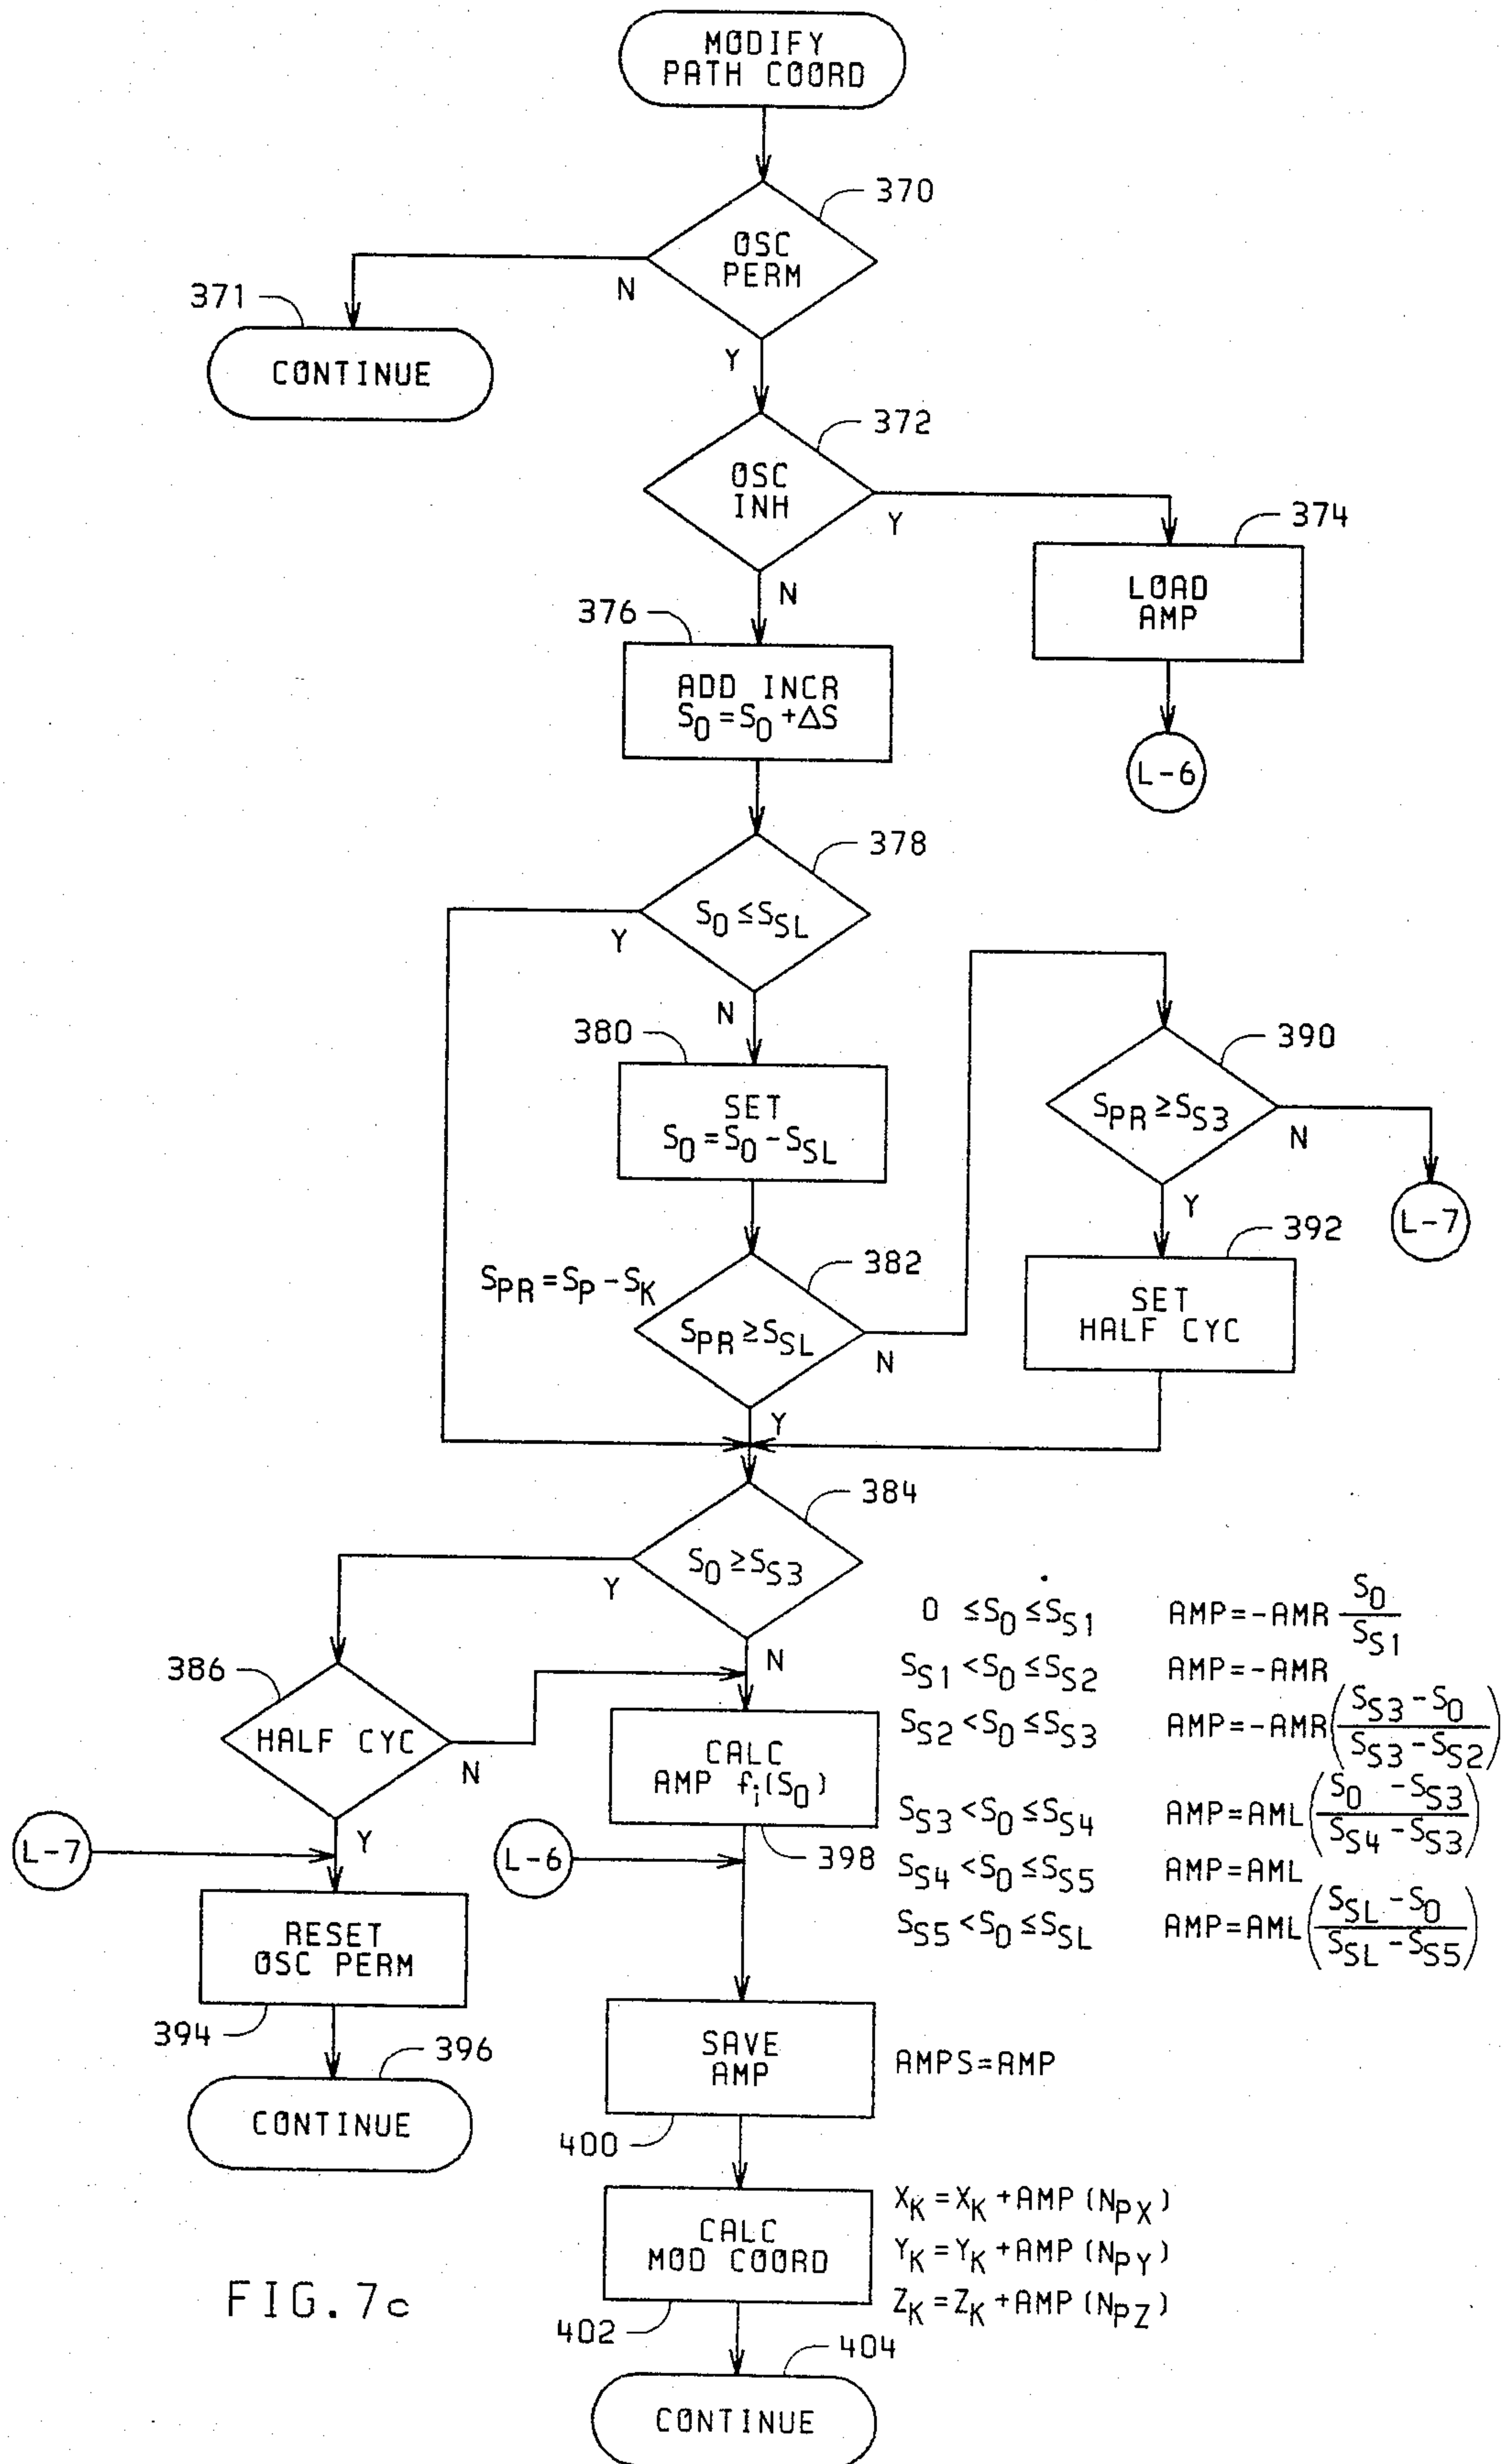 MODIFY
PATH COORD
370
OSC
PERM
N
371
CONTINUE
Y
372
OSC
INH
Y
374
LOAD
AMP
N
376
ADD INCR
S0=S0+ΔS
L-6
378
S0≤SSL
Y
N
380
SET
S0=S0-SSL
390
SPR≥SS3
N
L-7
Y
392
SET
HALF CYC
SPR=SP-SK
382
SPR≥SSL
N
Y
384
S0≥SS3
Y
N
386
HALF CYC
N
Y
L-7
CALC
AMP fi(S0)
398
L-6
0 ≤S0≤SS1 AMP=-AMR S0/SS1
SS1<S0≤SS2 AMP=-AMR
SS2<S0≤SS3 AMP=-AMR((SS3-S0)/(SS3-SS2))
SS3<S0≤SS4 AMP=AML((S0-SS3)/(SS4-SS3))
SS4<S0≤SS5 AMP=AML
SS5<S0≤SSL AMP=AML((SSL-S0)/(SSL-SS5))
RESET
OSC PERM
394
396
CONTINUE
SAVE
AMP
AMPS=AMP
400
CALC
MOD COORD
XK=XK+AMP(NPX)
YK=YK+AMP(NPY)
ZK=ZK+AMP(NPZ)
402
404
CONTINUE
FIG.7c